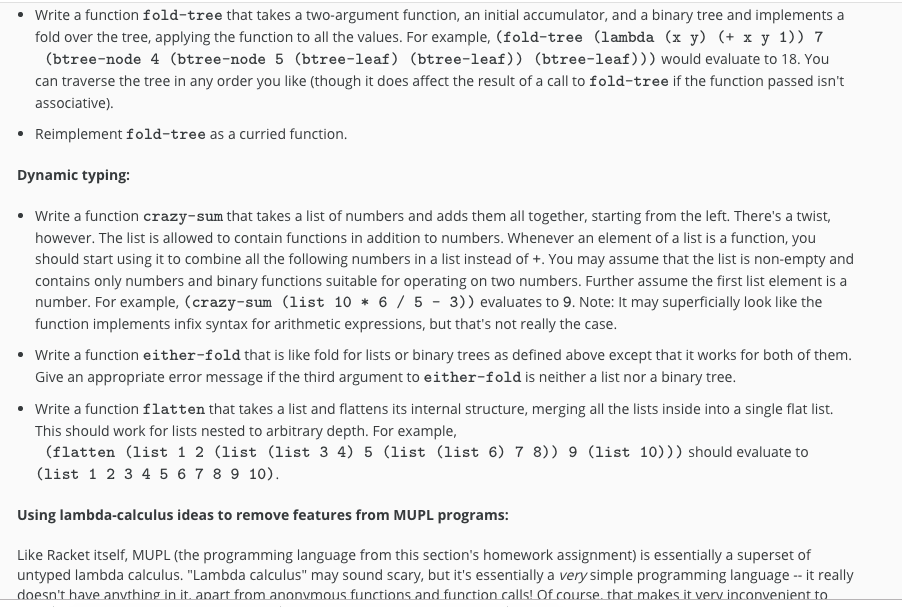 • Write a function fold-tree that takes a two-argument function, an initial accumulator, and a binary tree and implements a
fold over the tree, applying the function to all the values. For example, (fold-tree (lambda (x y) (+ x y 1)) 7
(btree-node 4 (btree-node 5 (btree-leaf) (btree-leaf)) (btree-leaf))) would evaluate to 18. You
can traverse the tree in any order you like (though it does affect the result of a call to fold-tree if the function passed isn't
associative).
• Reimplement fold-tree as a curried function.
Dynamic typing:
• Write a function crazy-sum that takes a list of numbers and adds them all together, starting from the left. There's a twist,
however. The list is allowed to contain functions in addition to numbers. Whenever an element of a list is a function, you
should start using it to combine all the following numbers in a list instead of +. You may assume that the list is non-empty and
contains only numbers and binary functions suitable for operating on two numbers. Further assume the first list element is a
number. For example, (crazy-sum (list 10 * 6 / 5 - 3)) evaluates to 9. Note: It may superficially look like the
function implements infix syntax for arithmetic expressions, but that's not really the case.
• Write a function either-fold that is like fold for lists or binary trees as defined above except that it works for both of them.
Give an appropriate error message if the third argument to either-fold is neither a list nor a binary tree.
• Write a function flatten that takes a list and flattens its internal structure, merging all the lists inside into a single flat list.
This should work for lists nested to arbitrary depth. For example,
(flatten (list 1 2 (list (list 3 4) 5 (list (list 6) 7 8)) 9 (list 10))) should evaluate to
(list 1 2 3 4 5 6 7 8 9 10).
Using lambda-calculus ideas to remove features from MUPL programs:
Like Racket itself, MUPL (the programming language from this section's homework assignment) is essentially a superset of
untyped lambda calculus. "Lambda calculus" may sound scary, but it's essentially a very simple programming language -- it really
doesn't have anything in it, apart from anonymous functions and function calls! Of course, that makes it very inconvenient to